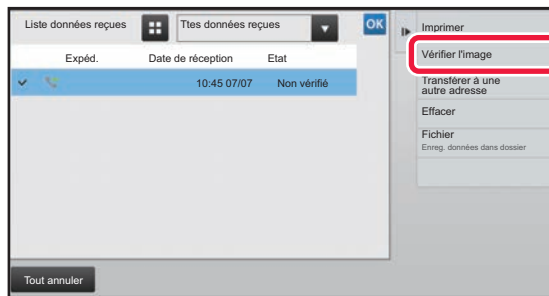 Liste données reçues
Ttes données reçues
OK
Expéd.
Date de réception
Etat
10:45 07/07
Non vérifié
Tout annuler
Imprimer
Vérifier l'image
Transférer à une
autre adresse
Effacer
Fichier
Enreg. données dans dossier